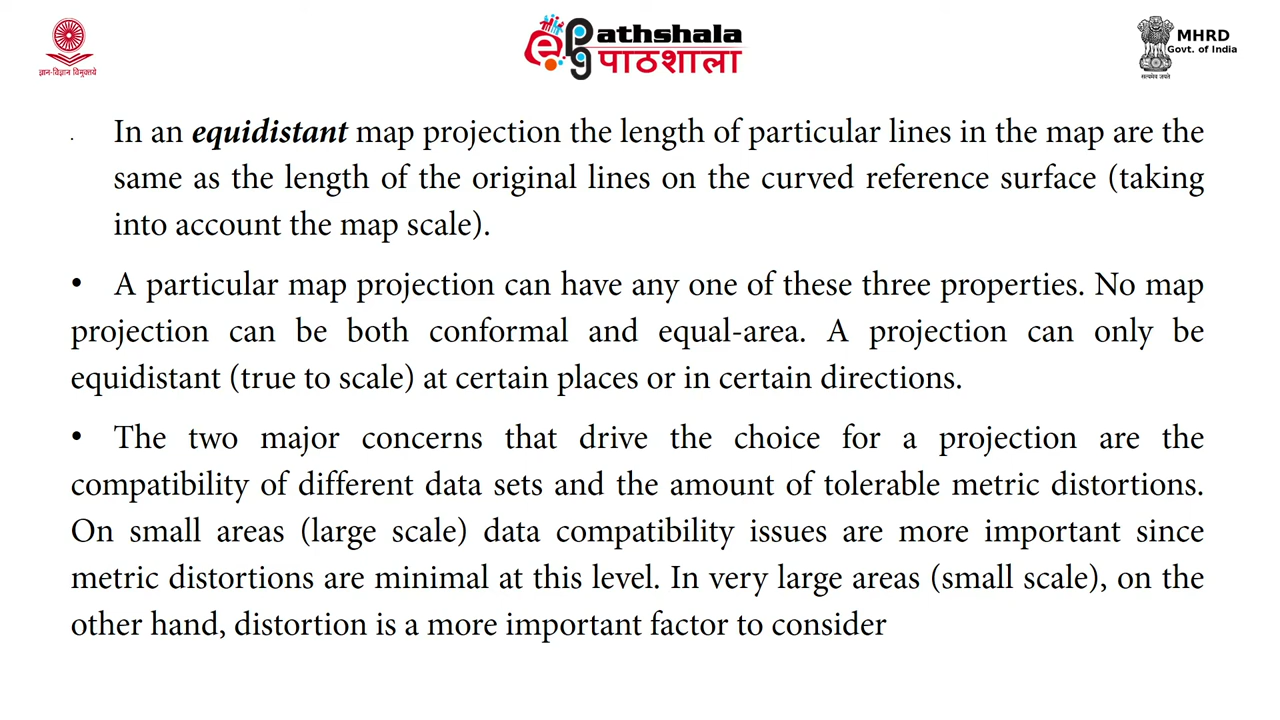 ज्ञान-विज्ञान विमुक्तये
Pathshala
पाठशाला
MHRD
Govt. of India
सत्यमेव जयते
In an equidistant map projection the length of particular lines in the map are the
same as the length of the original lines on the curved reference surface (taking
into account the map scale).
• A particular map projection can have any one of these three properties. No map
projection can be both conformal and equal-area. A projection can only be
equidistant (true to scale) at certain places or in certain directions.
• The two major concerns that drive the choice for a projection are the
compatibility of different data sets and the amount of tolerable metric distortions.
On small areas (large scale) data compatibility issues are more important since
metric distortions are minimal at this level. In very large areas (small scale), on the
other hand, distortion is a more important factor to consider